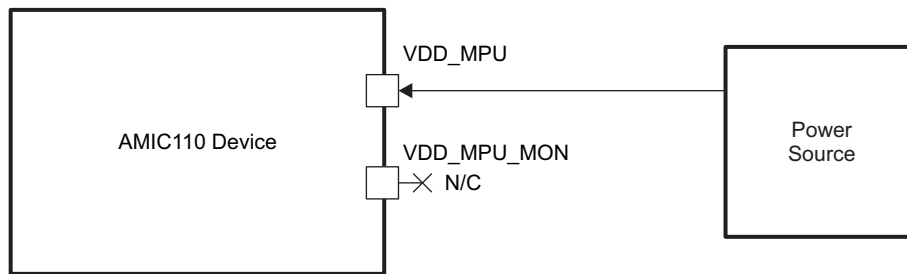 VDD_MPU
AMIC110 Device
VDD_MPU_MON
N/C
Power
Source